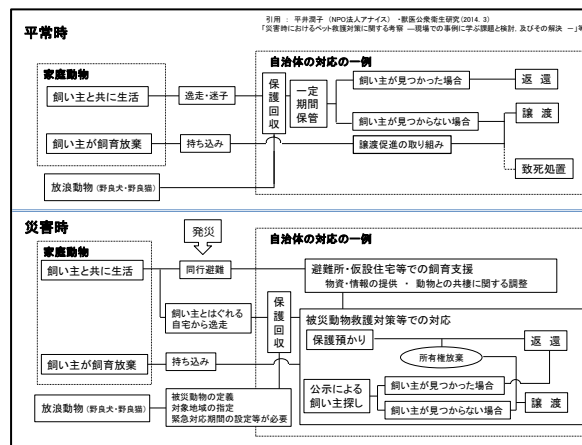 引用 ： 平井潤子 （NPO法人アナイス） ・獣医公衆衛生研究(2014. 3)
「災害時におけるペット救護対策に関する考察 －現場での事例に学ぶ課題と検討, 及びその解決 －」等
平常時
自治体の対応の一例
家庭動物
飼い主と共に生活
逸走・迷子
保護回収
一定期間保管
飼い主が見つかった場合
返 還
飼い主が見つからない場合
譲 渡
飼い主が飼育放棄
持ち込み
譲渡促進の取り組み
致死処置
放浪動物（野良犬・野良猫）
災害時
発災
自治体の対応の一例
家庭動物
飼い主と共に生活
同行避難
避難所・仮設住宅等での飼育支援
物資・情報の提供 ・ 動物との共棲に関する調整
飼い主とはぐれる
自宅から逸走
保護回収
被災動物救護対策等での対応
保護預かり
返 還
所有権放棄
飼い主が飼育放棄
持ち込み
公示による
飼い主探し
飼い主が見つかった場合
飼い主が見つからない場合
譲 渡
放浪動物（野良犬・野良猫）
被災動物の定義
対象地域の指定
緊急対応期間の設定等が必要